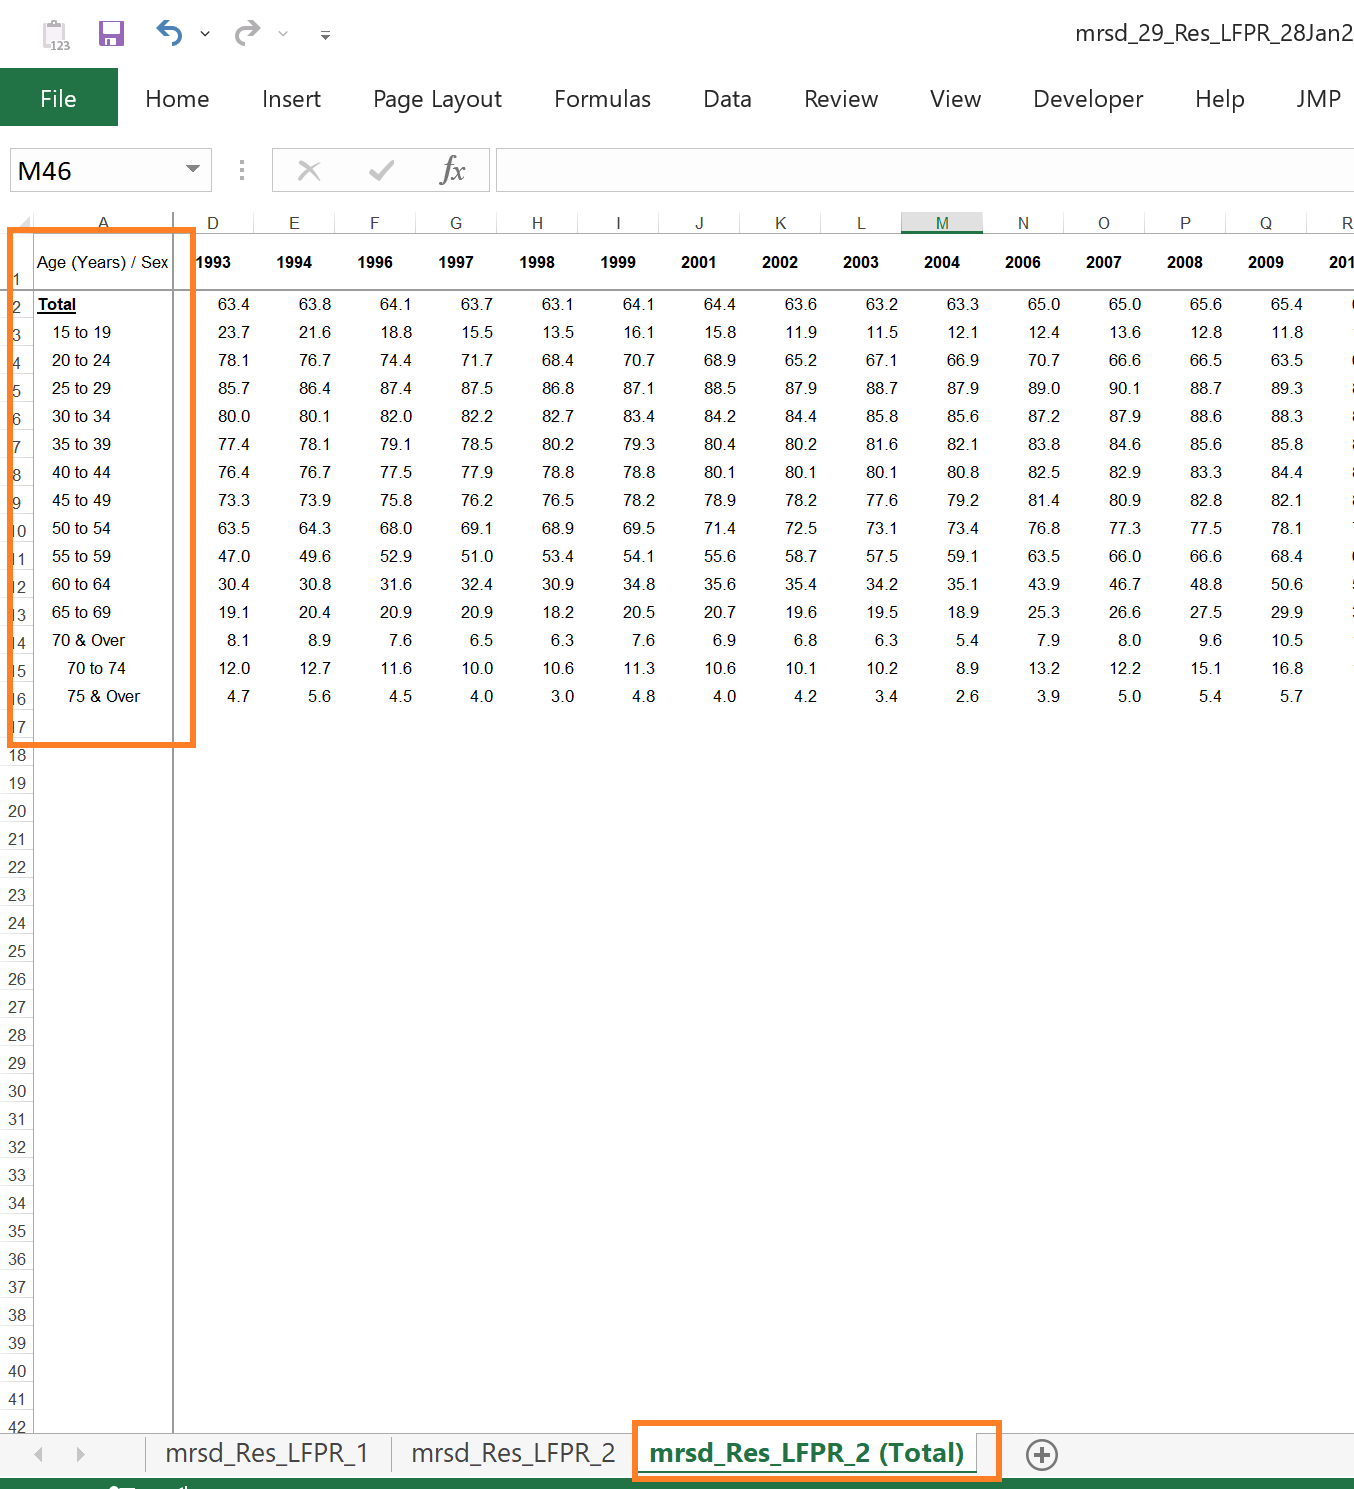 123
mrsd_29_Res_LFPR_28Jan2
File Home Insert Page Layout Formulas Data Review View Developer Help JMP
M46 fx
A D E F G H I J K L M N O P Q R
1 Age (Years) / Sex 1993 1994 1996 1997 1998 1999 2001 2002 2003 2004 2006 2007 2008 2009 201
2 Total 63.4 63.8 64.1 63.7 63.1 64.1 64.4 63.6 63.2 63.3 65.0 65.0 65.6 65.4
3 15 to 19 23.7 21.6 18.8 15.5 13.5 16.1 15.8 11.9 11.5 12.1 12.4 13.6 12.8 11.8
4 20 to 24 78.1 76.7 74.4 71.7 68.4 70.7 68.9 65.2 67.1 66.9 70.7 66.6 66.5 63.5
5 25 to 29 85.7 86.4 87.4 87.5 86.8 87.1 88.5 87.9 88.7 87.9 89.0 90.1 88.7 89.3
6 30 to 34 80.0 80.1 82.0 82.2 82.7 83.4 84.2 84.4 85.8 85.6 87.2 87.9 88.6 88.3
7 35 to 39 77.4 78.1 79.1 78.5 80.2 79.3 80.4 80.2 81.6 82.1 83.8 84.6 85.6 85.8
8 40 to 44 76.4 76.7 77.5 77.9 78.8 78.8 80.1 80.1 80.1 80.8 82.5 82.9 83.3 84.4
9 45 to 49 73.3 73.9 75.8 76.2 76.5 78.2 78.9 78.2 77.6 79.2 81.4 80.9 82.8 82.1
10 50 to 54 63.5 64.3 68.0 69.1 68.9 69.5 71.4 72.5 73.1 73.4 76.8 77.3 77.5 78.1
11 55 to 59 47.0 49.6 52.9 51.0 53.4 54.1 55.6 58.7 57.5 59.1 63.5 66.0 66.6 68.4
12 60 to 64 30.4 30.8 31.6 32.4 30.9 34.8 35.6 35.4 34.2 35.1 43.9 46.7 48.8 50.6
13 65 to 69 19.1 20.4 20.9 20.9 18.2 20.5 20.7 19.6 19.5 18.9 25.3 26.6 27.5 29.9
14 70 & Over 8.1 8.9 7.6 6.5 6.3 7.6 6.9 6.8 6.3 5.4 7.9 8.0 9.6 10.5
15 70 to 74 12.0 12.7 11.6 10.0 10.6 11.3 10.6 10.1 10.2 8.9 13.2 12.2 15.1 16.8
16 75 & Over 4.7 5.6 4.5 4.0 3.0 4.8 4.0 4.2 3.4 2.6 3.9 5.0 5.4 5.7
17
18
19
20
21
22
23
24
25
26
27
28
29
30
31
32
33
34
35
36
37
38
39
40
41
42
mrsd_Res_LFPR_1 mrsd_Res_LFPR_2 mrsd_Res_LFPR_2 (Total)